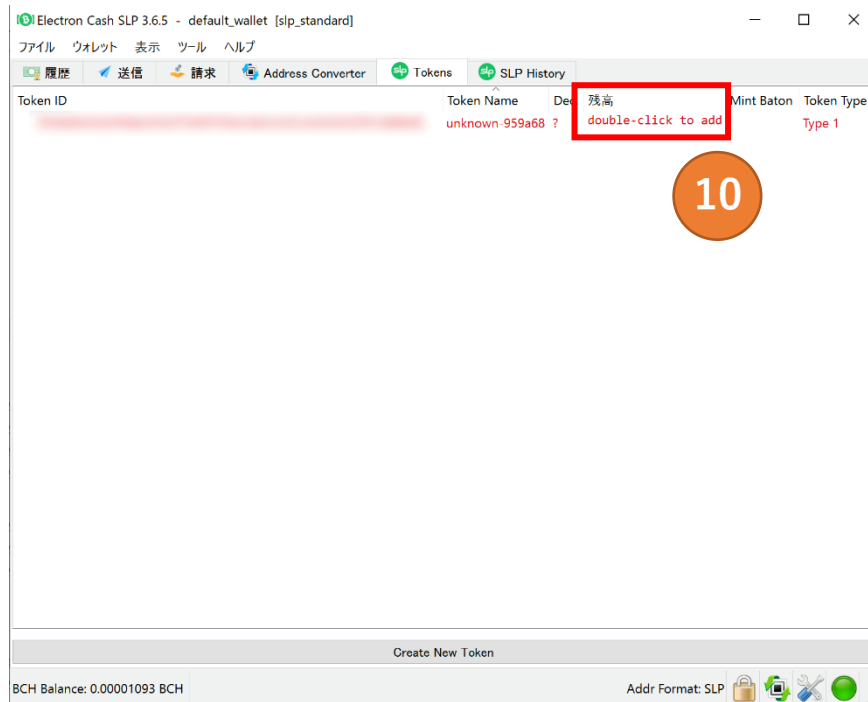 Electron Cash SLP 3.6.5 - default_wallet [slp_standard]
ファイル ウォレット 表示 ツール ヘルプ
履歴 送信 請求 Address Converter Tokens SLP History
Token ID Token Name Dec 残高 Mint Baton Token Type
unknown-959a68 ? double-click to add Type 1
10
Create New Token
BCH Balance: 0.00001093 BCH Addr Format: SLP